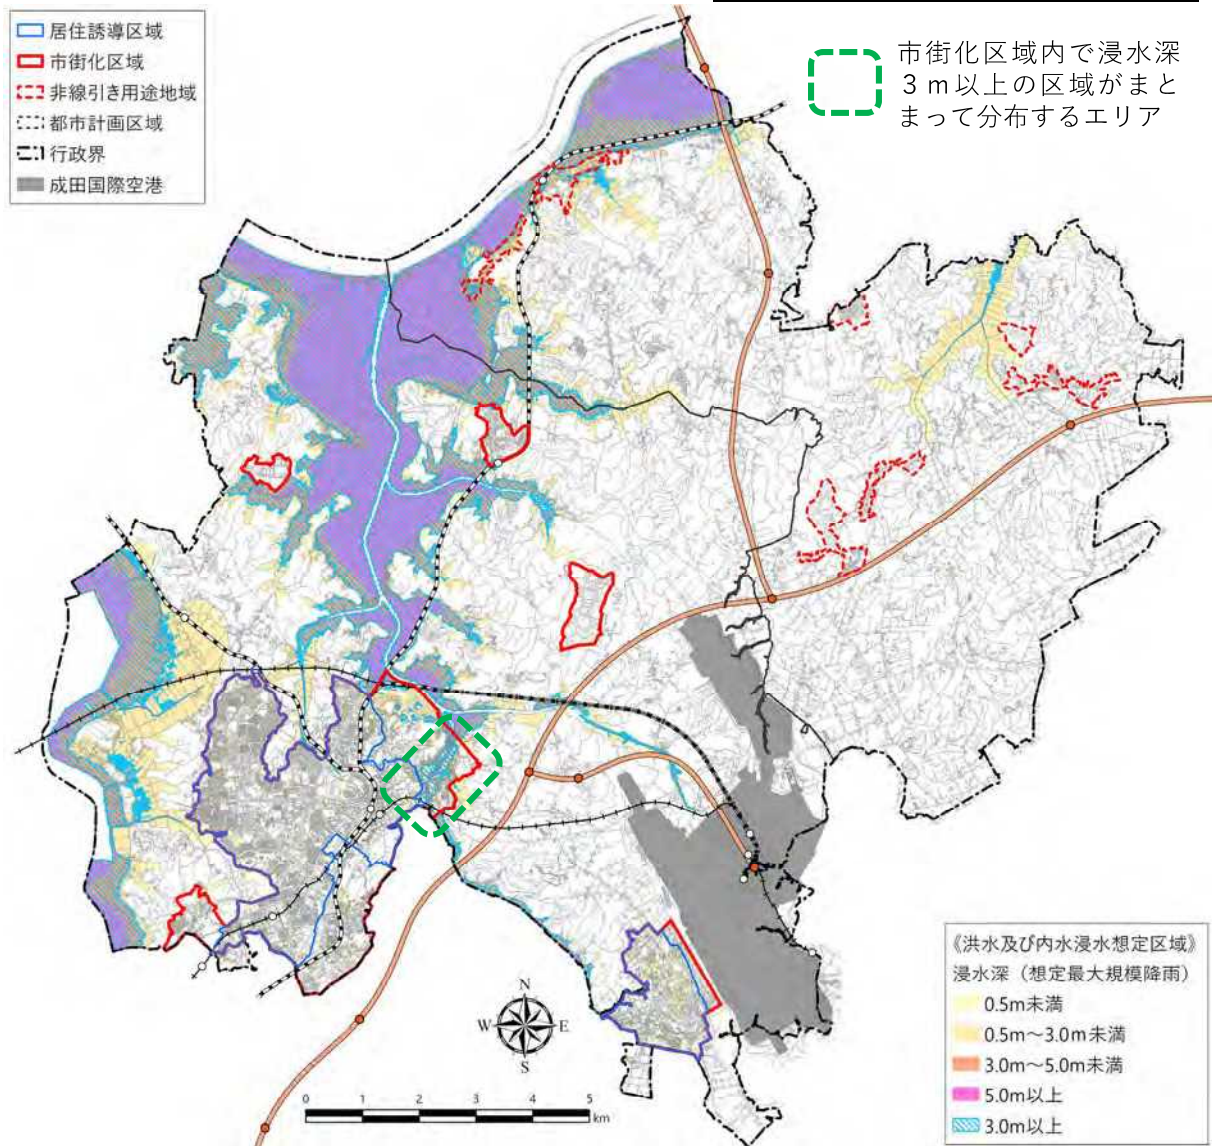 居住誘導区域
市街化区域
非線引き用途地域
都市計画区域
行政界
成田国際空港
市街化区域内で浸水深
３ｍ以上の区域がまと
まって分布するエリア
N
W
E
S
0
1
2
3
4
5
km
《洪水及び内水浸水想定区域》
浸水深（想定最大規模降雨）
0.5m未満
0.5m～3.0m未満
3.0m～5.0m未満
5.0m以上
3.0m以上